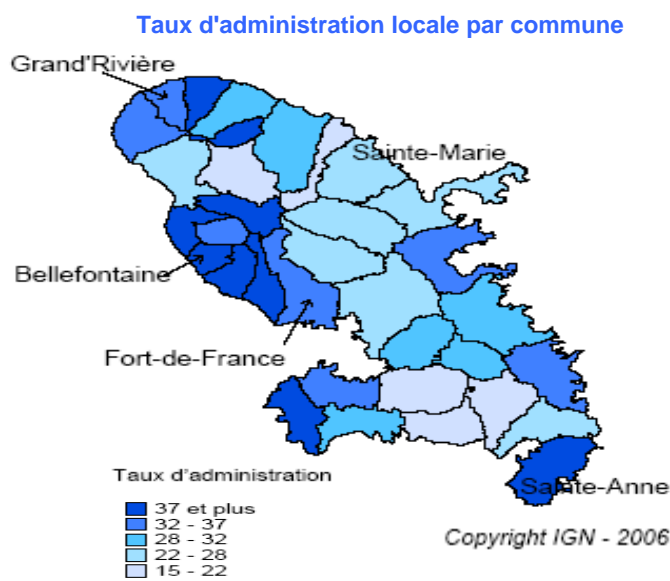 Taux d'administration locale par commune
Grand'Rivière
Sainte-Marie
Bellefontaine
Fort-de-France
Taux d'administration
37 et plus
32 - 37
28 - 32
22 - 28
15 - 22
Sainte-Anne
Copyright IGN - 2006